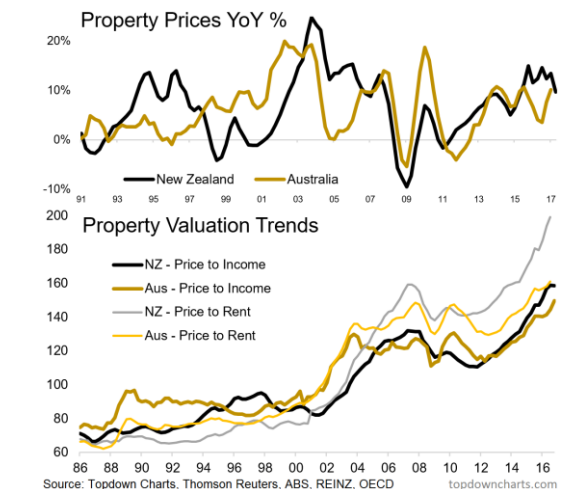 Property Prices YoY %
20%
10%
0%
-10%
91 93 95 97 99 01 03 05 07 09 11 13 15 17
New Zealand Australia
200
Property Valuation Trends
180
NZ - Price to Income
160
Aus - Price to Income
140
NZ - Price to Rent
120
Aus - Price to Rent
100
80
60
86 88 90 92 94 96 98 00 02 04 06 08 10 12 14 16
Source: Topdown Charts, Thomson Reuters, ABS, REINZ, OECD topdowncharts.com